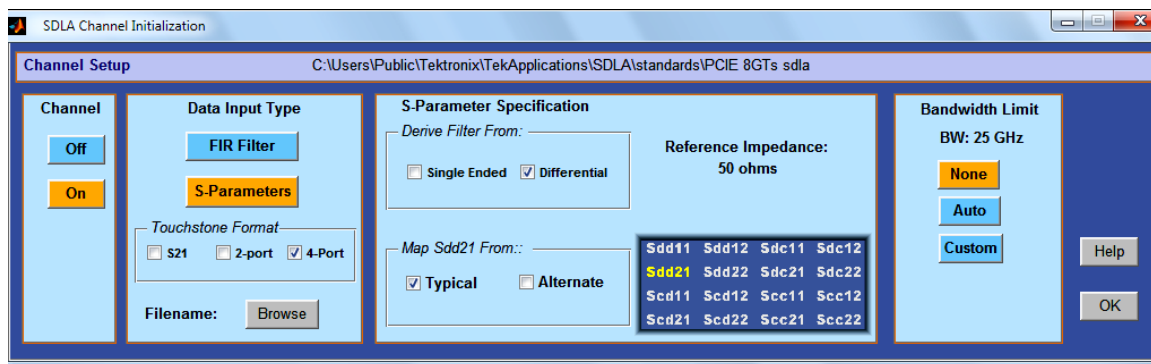 SDLA Channel Initialization
Channel Setup C:\Users\Public\Tektronix\TekApplications\SDLA\standards\PCIE 8GTs sdla
Channel
Off
On
Data Input Type
FIR Filter
S-Parameters
Touchstone Format
S21 2-port 4-Port
Filename: Browse
S-Parameter Specification
Derive Filter From:
Single Ended Differential
Reference Impedance:
50 ohms
Map Sdd21 From::
Typical Alternate
Sdd11 Sdd12 Sdc11 Sdc12
Sdd21 Sdd22 Sdc21 Sdc22
Scd11 Scd12 Scc11 Scc12
Scd21 Scd22 Scc21 Scc22
Bandwidth Limit
BW: 25 GHz
None
Auto
Custom
Help
OK